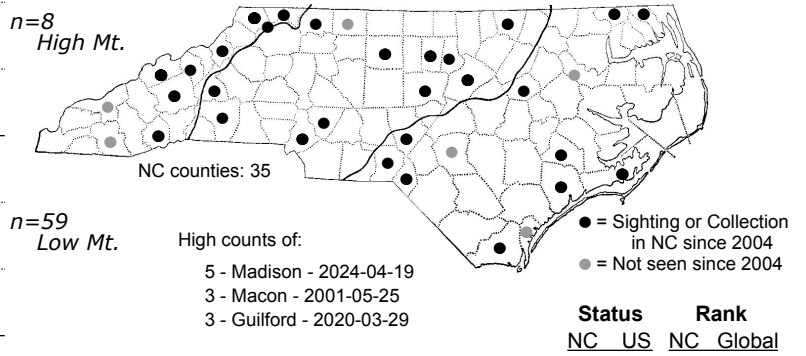 n=8
High Mt.
NC counties: 35
n=59
Low Mt.
High counts of:
5 - Madison - 2024-04-19
3 - Macon - 2001-05-25
3 - Guilford - 2020-03-29
● = Sighting or Collection
in NC since 2004
● = Not seen since 2004
Status Rank
NC US NC Global